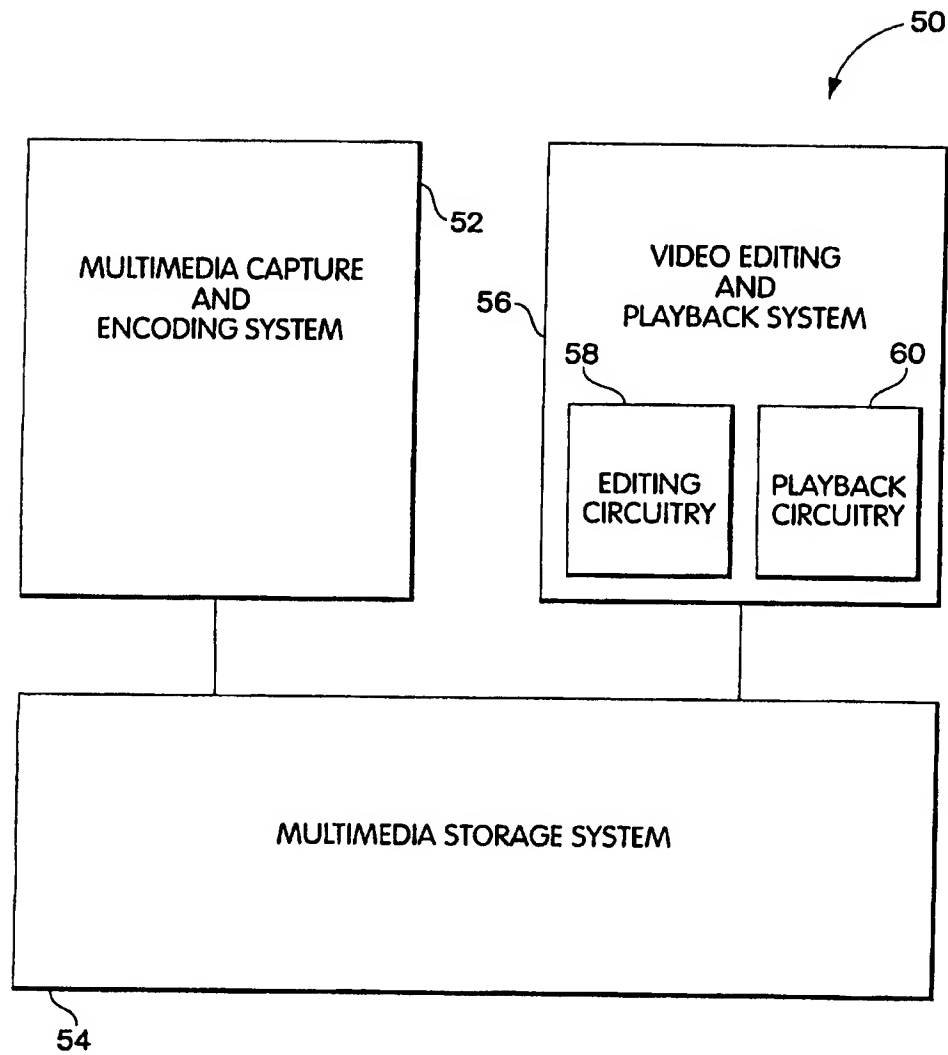 50
52
MULTIMEDIA CAPTURE
AND
ENCODING SYSTEM
56
VIDEO EDITING
AND
PLAYBACK SYSTEM
58
60
EDITING
CIRCUITRY
PLAYBACK
CIRCUITRY
MULTIMEDIA STORAGE SYSTEM
54